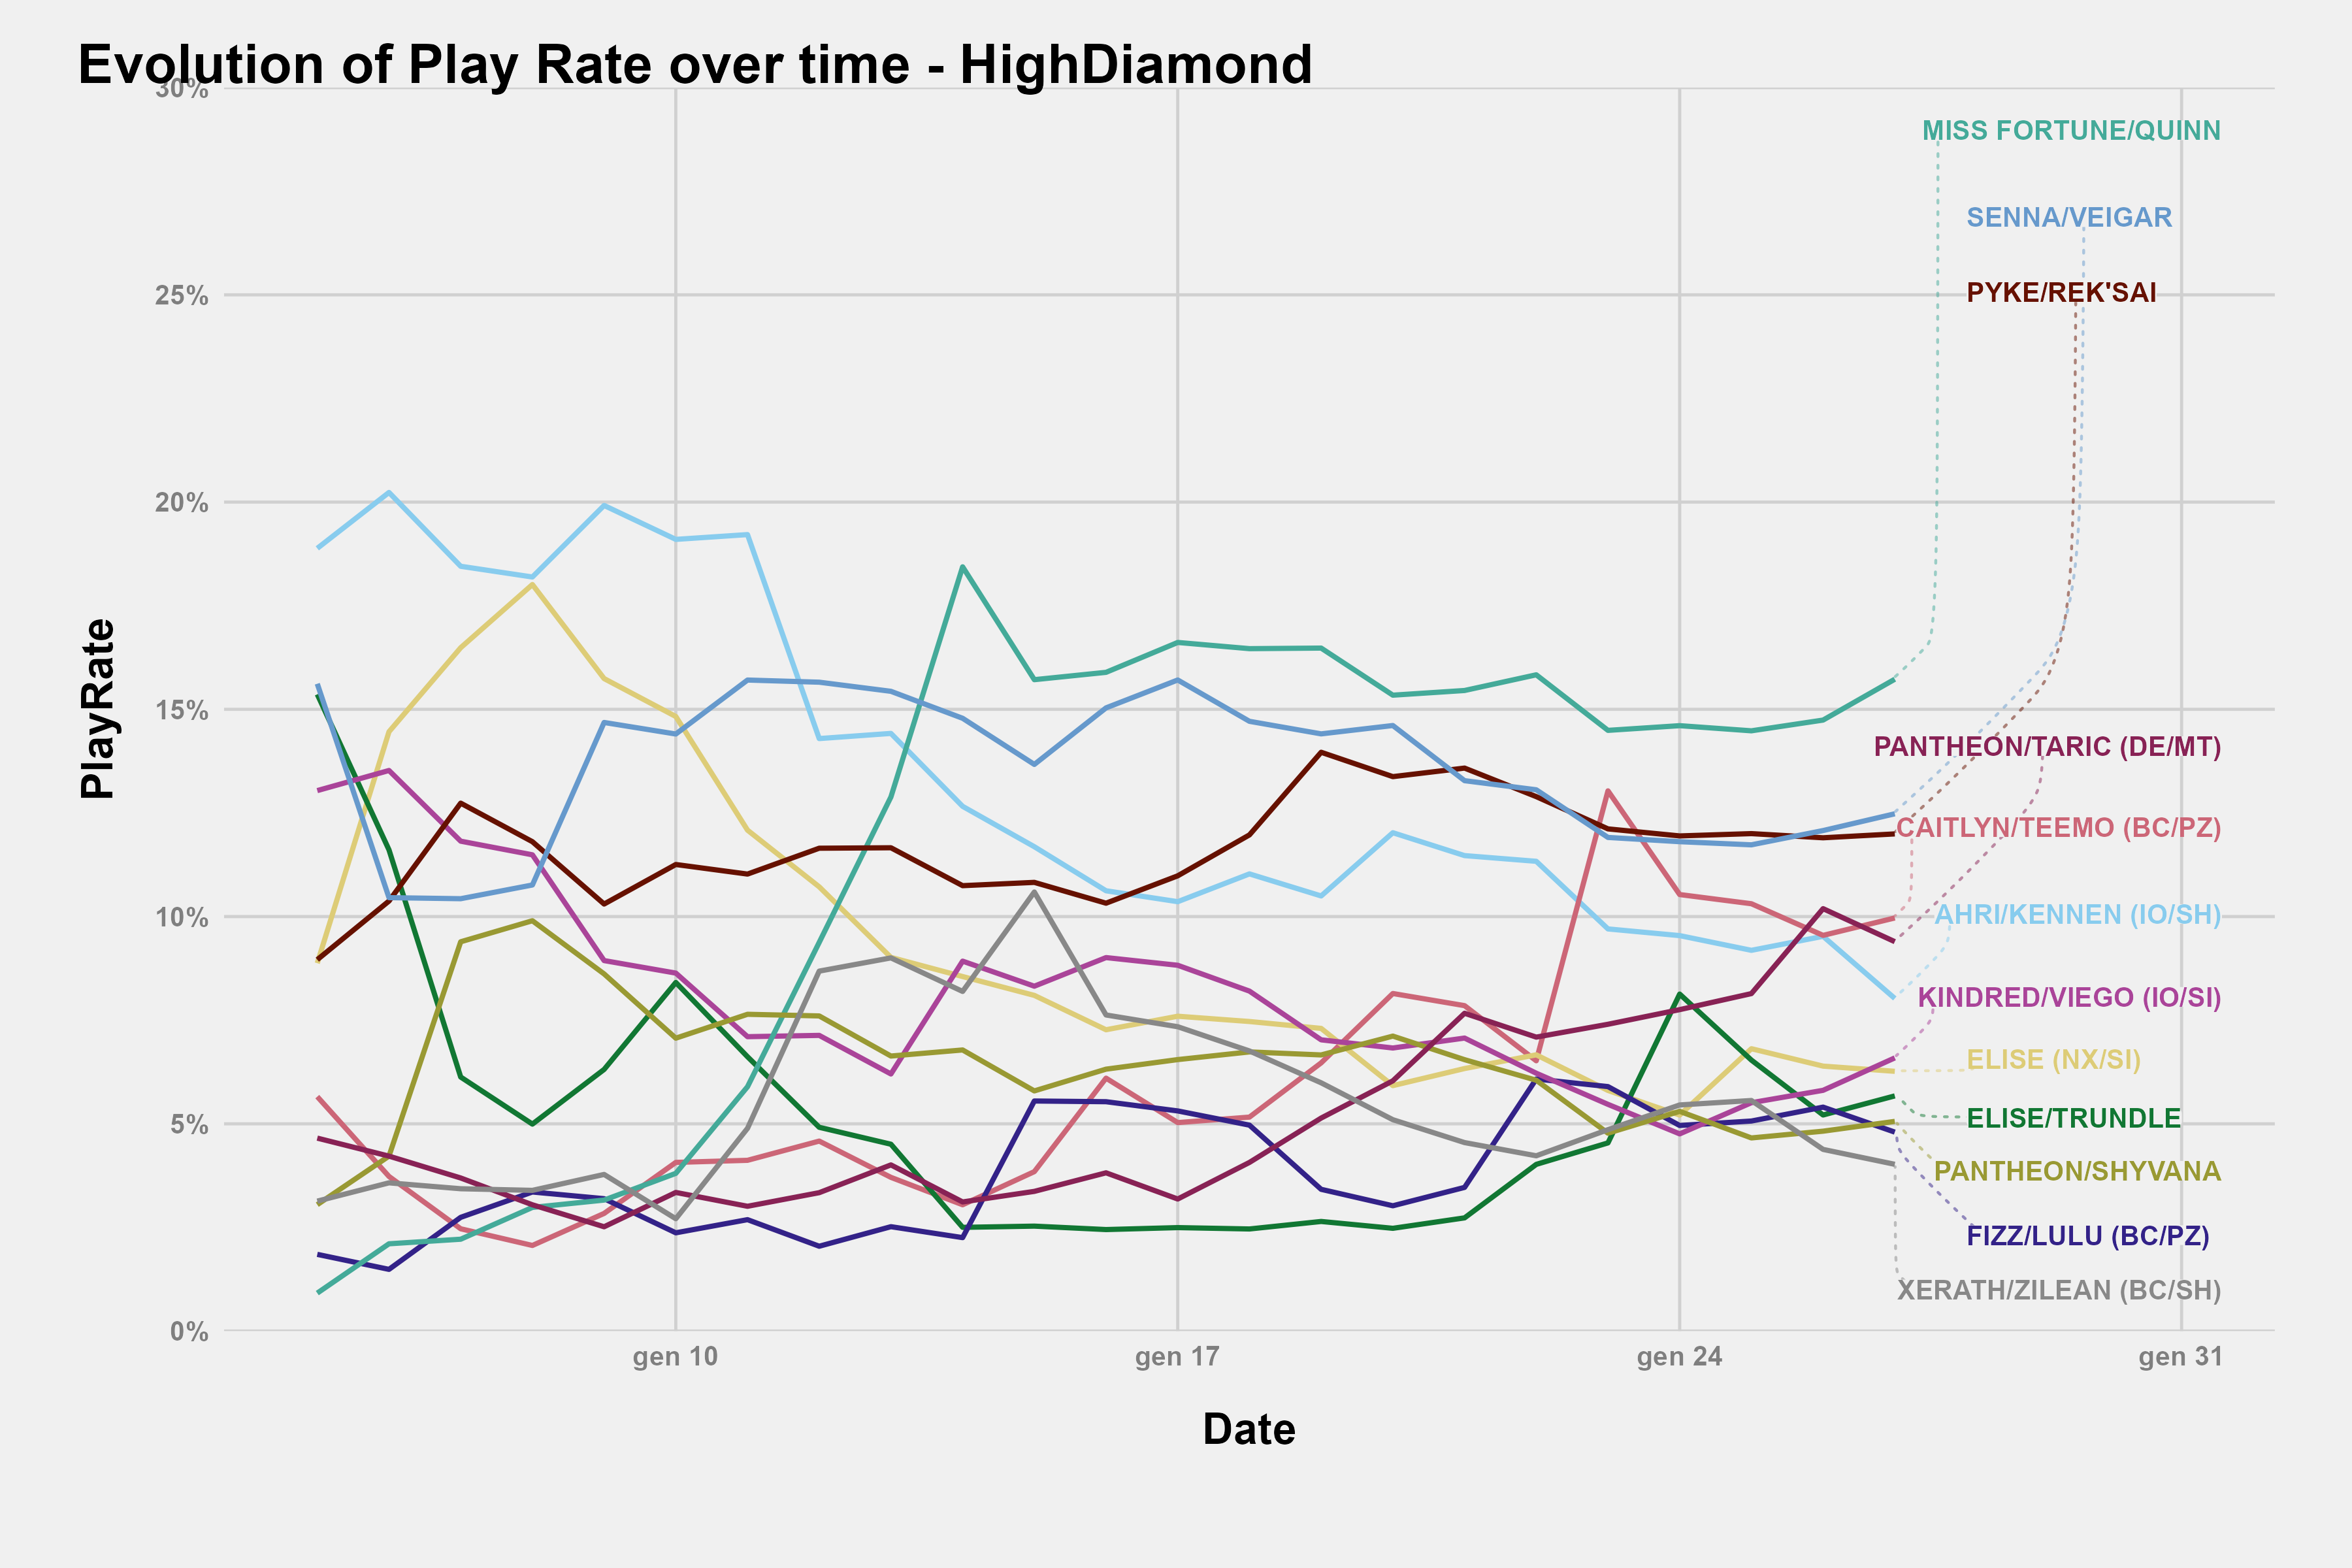 Evolution of Play Rate over time - HighDiamond
30%
25%
20%
15%
10%
5%
0%
PlayRate
MISS FORTUNE/QUINN
SENNA/VEIGAR
PYKE/REK'SAI
PANTHEON/TARIC (DE/MT)
CAITLYN/TEEMO (BC/PZ)
AHRI/KENNEN (IO/SH)
KINDRED/VIEGO (IO/SI)
ELISE (NX/SI)
ELISE/TRUNDLE
PANTHEON/SHYVANA
FIZZ/LULU (BC/PZ)
XERATH/ZILEAN (BC/SH)
gen 10
gen 17
gen 24
gen 31
Date